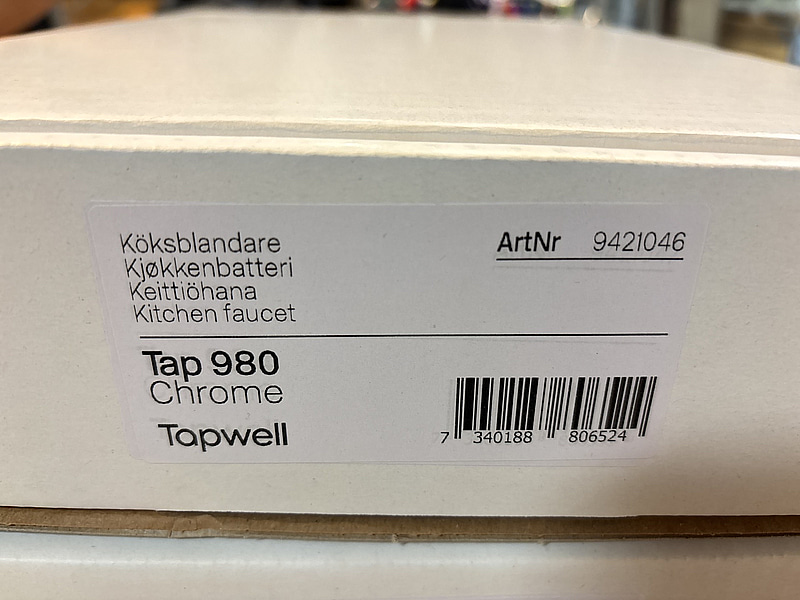 Köksblandare
Kjøkkenbatteri
Keittiöhana
Kitchen faucet
ArtNr 9421046
Tap 980
Chrome
Tapwell
7 340188 806524